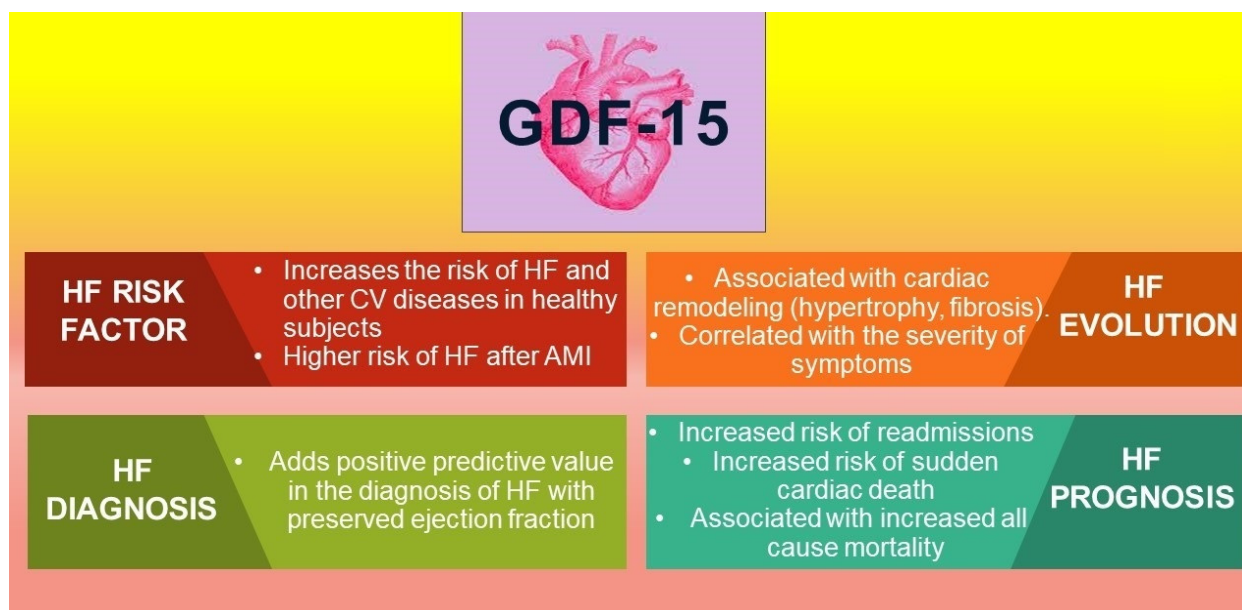 GDF-15
HF RISK
FACTOR
• Increases the risk of HF and
other CV diseases in healthy
subjects
• Higher risk of HF after AMI
• Associated with cardiac
remodeling (hypertrophy, fibrosis).
• Correlated with the severity of
symptoms
HF
EVOLUTION
HF
DIAGNOSIS
• Adds positive predictive value
in the diagnosis of HF with
preserved ejection fraction
• Increased risk of readmissions
• Increased risk of sudden
cardiac death
• Associated with increased all
cause mortality
HF
PROGNOSIS